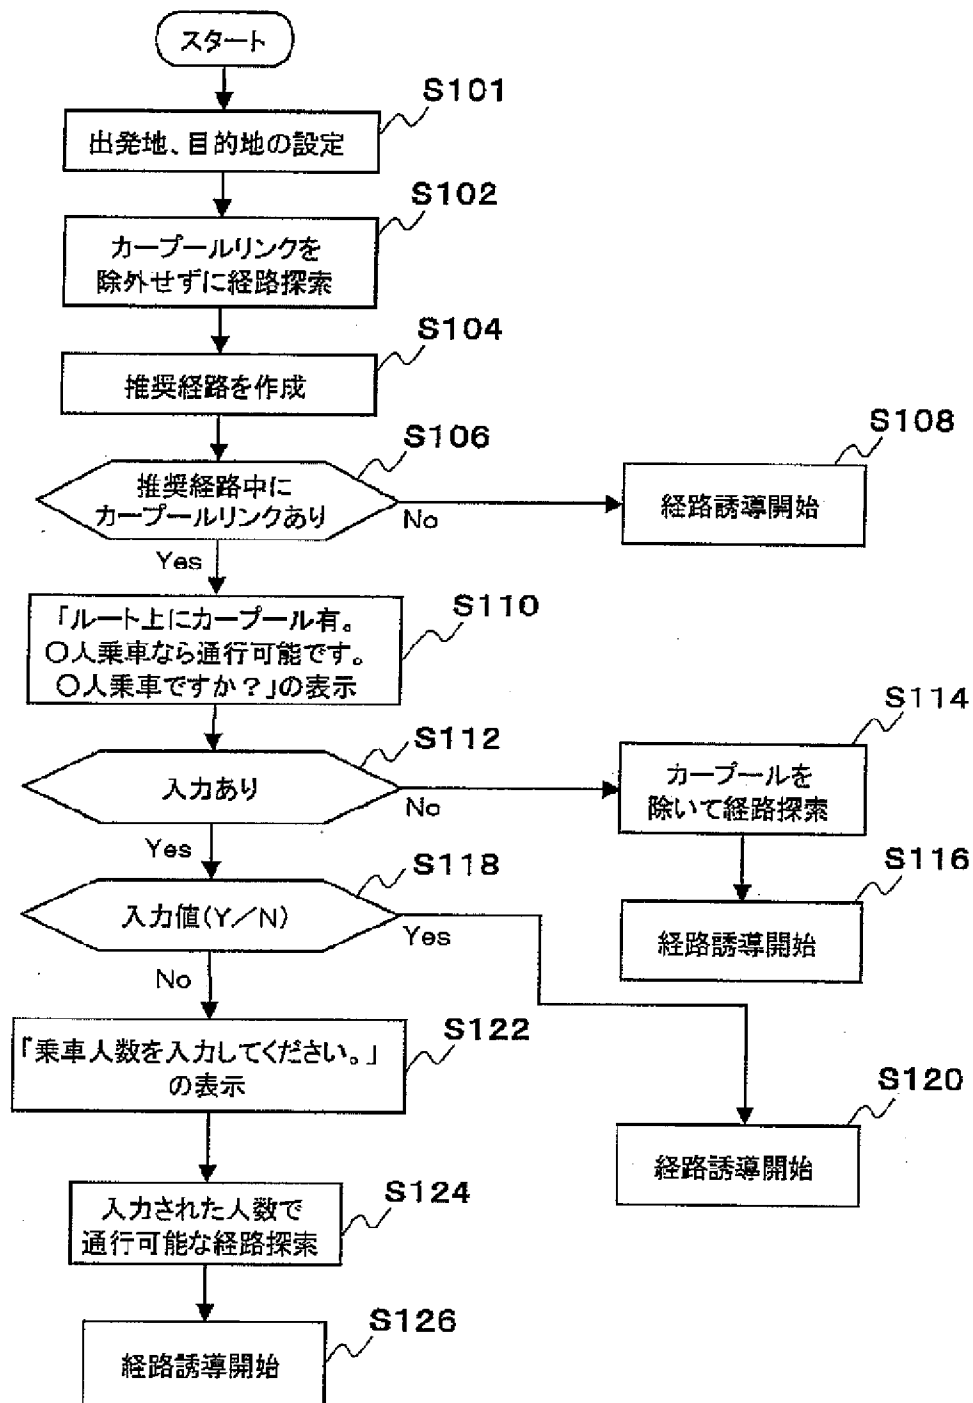 スタート
S101
出発地、目的地の設定
S102
カープールリンクを
除外せずに経路探索
S104
推奨経路を作成
S106
推奨経路中に
カープールリンクあり
No
Yes
S108
経路誘導開始
S110
「ルート上にカープール有。
〇人乗車なら通行可能です。
〇人乗車ですか？」の表示
S112
入力あり
No
Yes
S114
カープールを
除いて経路探索
S116
経路誘導開始
S118
入力値(Y／N)
Yes
No
S120
経路誘導開始
S122
「乗車人数を入力してください。」
の表示
S124
入力された人数で
通行可能な経路探索
S126
経路誘導開始